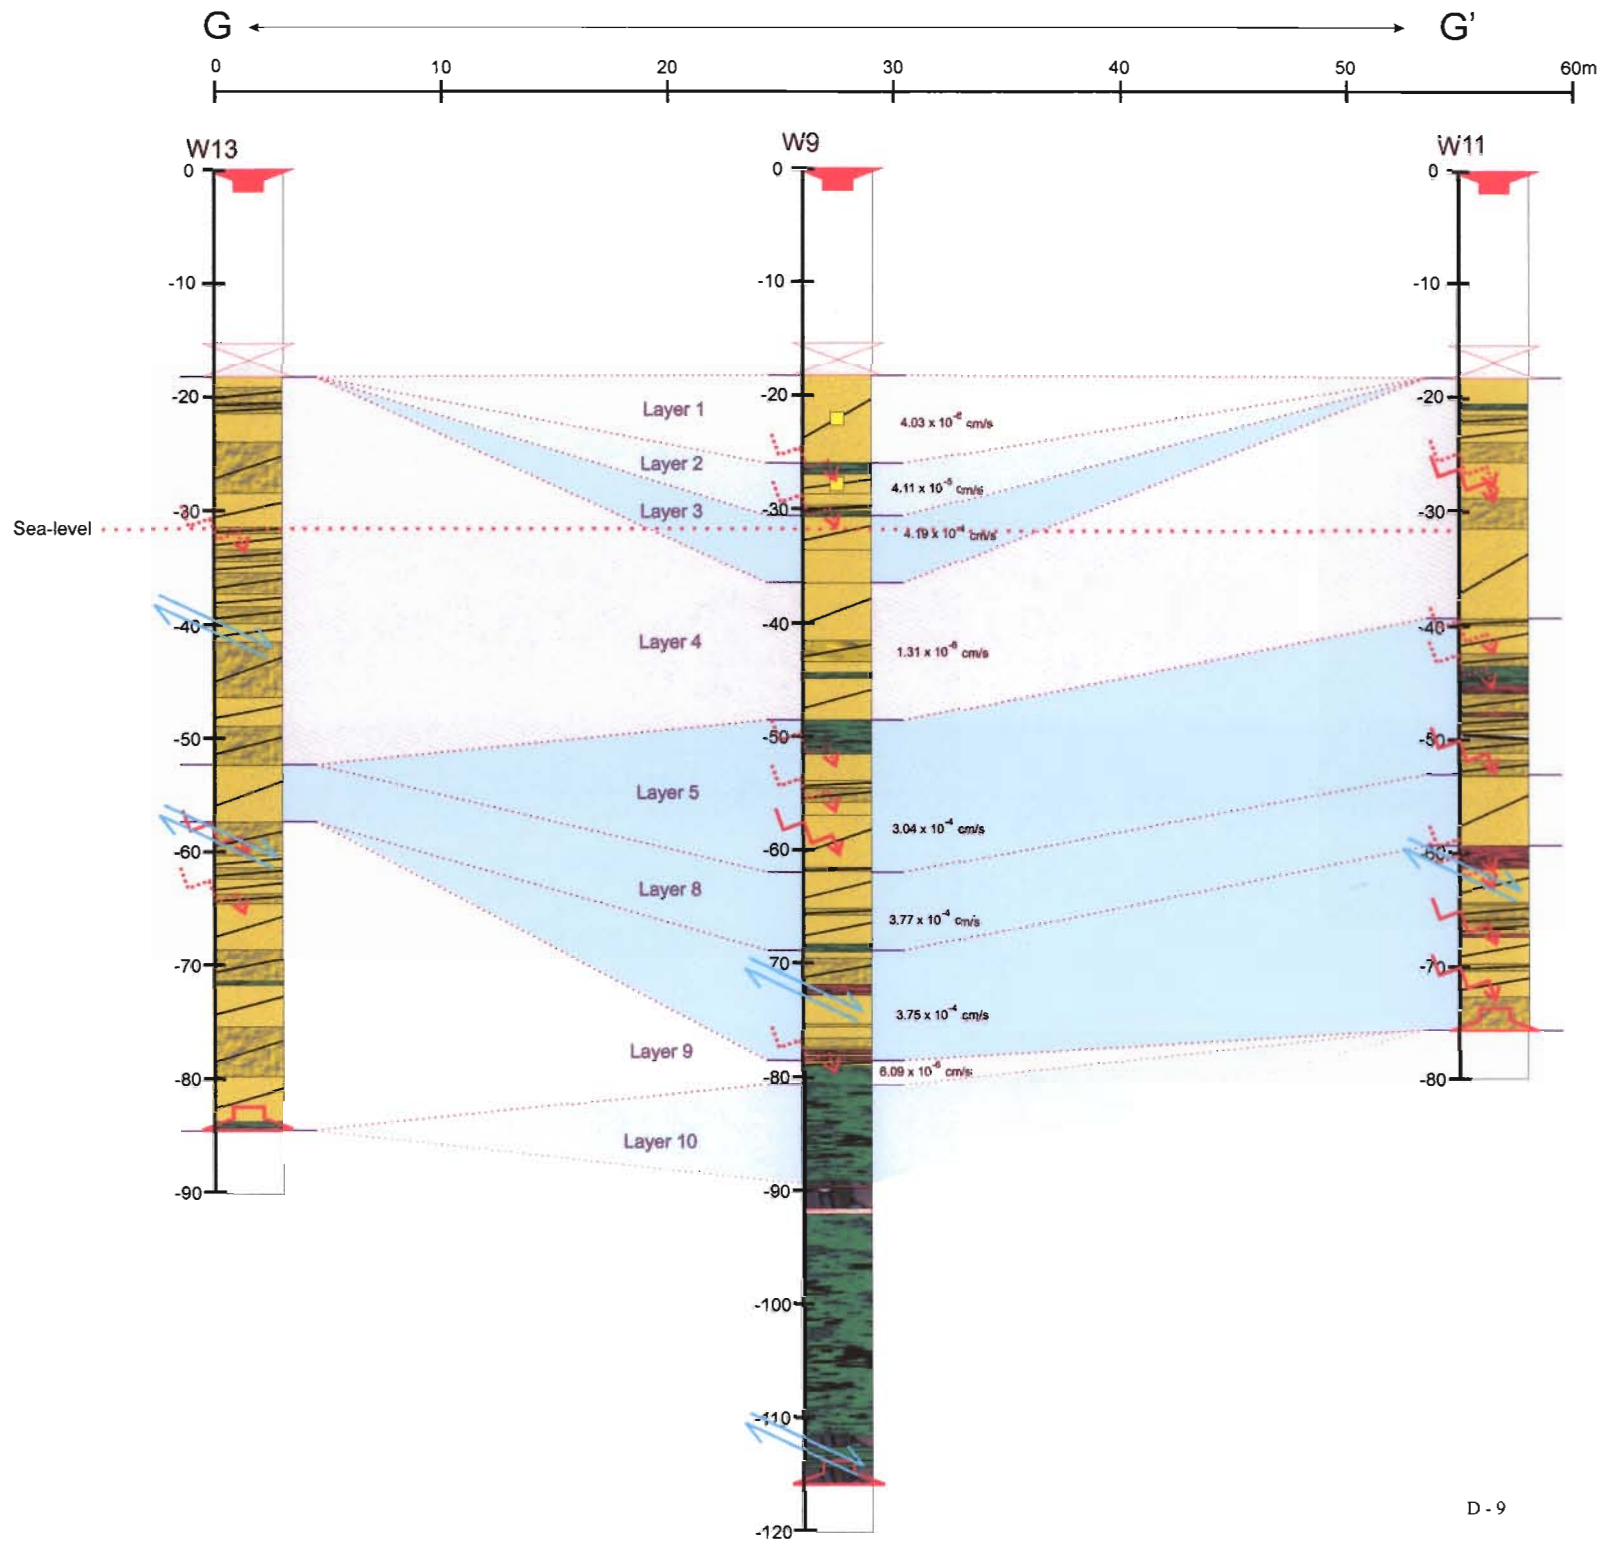 G G’
0 10 20 30 40 50 60m
W13 W9 W11
0 0 0
-10 -10 -10
-20 -20 -20
Layer 1 4.03 x 10⁻⁶ cm/s
Layer 2
4.11 x 10⁻⁵ cm/s
-30 Layer 3 -30 -30
Sea-level 4.19 x 10⁻⁴ cm/s
-40 -40 -40
Layer 4 1.31 x 10⁻⁶ cm/s
-50 -50 -50
Layer 5
3.04 x 10⁻⁴ cm/s
-60 -60 -60
Layer 8
3.77 x 10⁻⁴ cm/s
-70 70 -70
3.75 x 10⁻⁴ cm/s
Layer 9
6.09 x 10⁻⁶ cm/s
-80 -80 -80
Layer 10
-90 -90
-100
-110
-120
D - 9